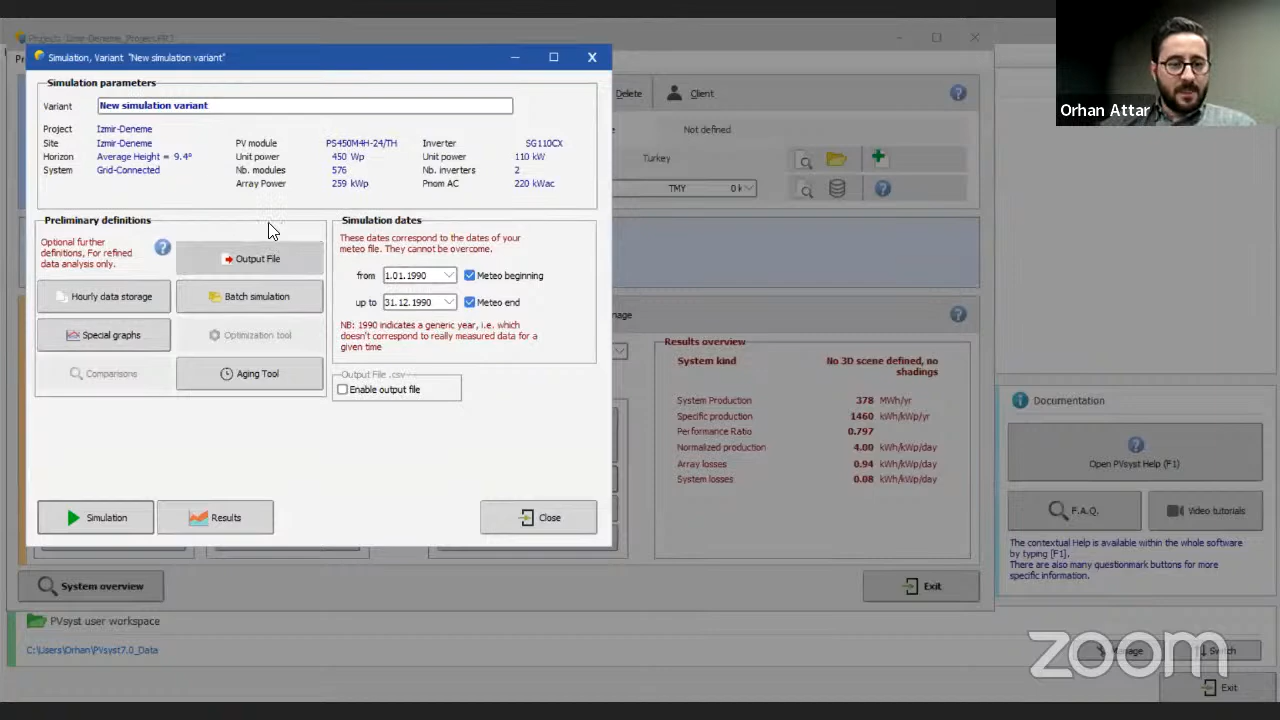 Projects: Izmir-Deneme_Project.PRJ
Simulation, Variant "New simulation variant"
Orhan Attar
Simulation parameters
Variant
New simulation variant
Project
Izmir-Deneme
Site
Izmir-Deneme
PV module
PS450M4H-24/TH
Inverter
SG110CX
Horizon
Average Height = 9.4°
Unit power
450 Wp
Unit power
110 kW
System
Grid-Connected
Nb. modules
576
Nb. inverters
2
Array Power
259 kWp
Pnom AC
220 kWac
Preliminary definitions
Optional further
definitions, For refined
data analysis only.
Output File
Hourly data storage
Batch simulation
Special graphs
Optimization tool
Comparisons
Aging Tool
Simulation dates
These dates correspond to the dates of your
meteo file. They cannot be overcome.
from
1.01.1990
Meteo beginning
up to
31.12.1990
Meteo end
NB: 1990 indicates a generic year, i.e. which
doesn't correspond to really measured data for a
given time
Output File .csv
Enable output file
Simulation
Results
Close
Delete
Client
Not defined
Turkey
TMY
0 k
Results overview
System kind
No 3D scene defined, no
shadings
System Production
378 MWh/yr
Specific production
1460 kWh/kWp/yr
Performance Ratio
0.797
Normalized production
4.00 kWh/kWp/day
Array losses
0.94 kWh/kWp/day
System losses
0.08 kWh/kWp/day
System overview
Exit
Documentation
Open PVsyst Help (F1)
F.A.Q.
Video tutorials
The contextual Help is available within the whole software
by typing [F1].
There are also many questionmark buttons for more
specific information.
PVsyst user workspace
C:\Users\Orhan\PVsyst7.0_Data
Manage
Switch
Exit
zoom